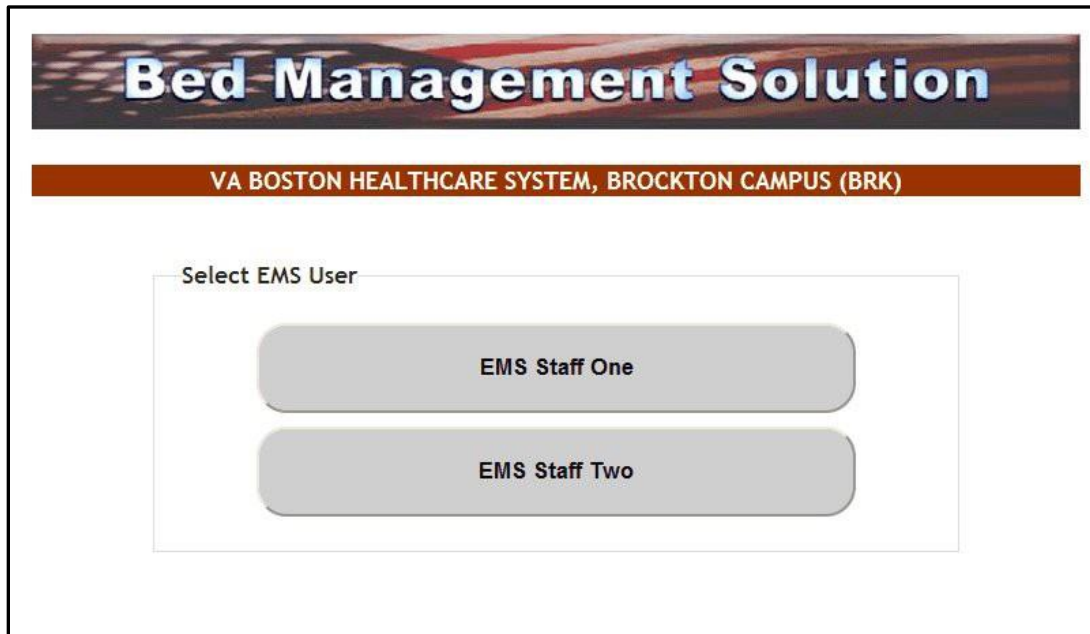 Bed Management Solution
VA BOSTON HEALTHCARE SYSTEM, BROCKTON CAMPUS (BRK)
Select EMS User
EMS Staff One
EMS Staff Two